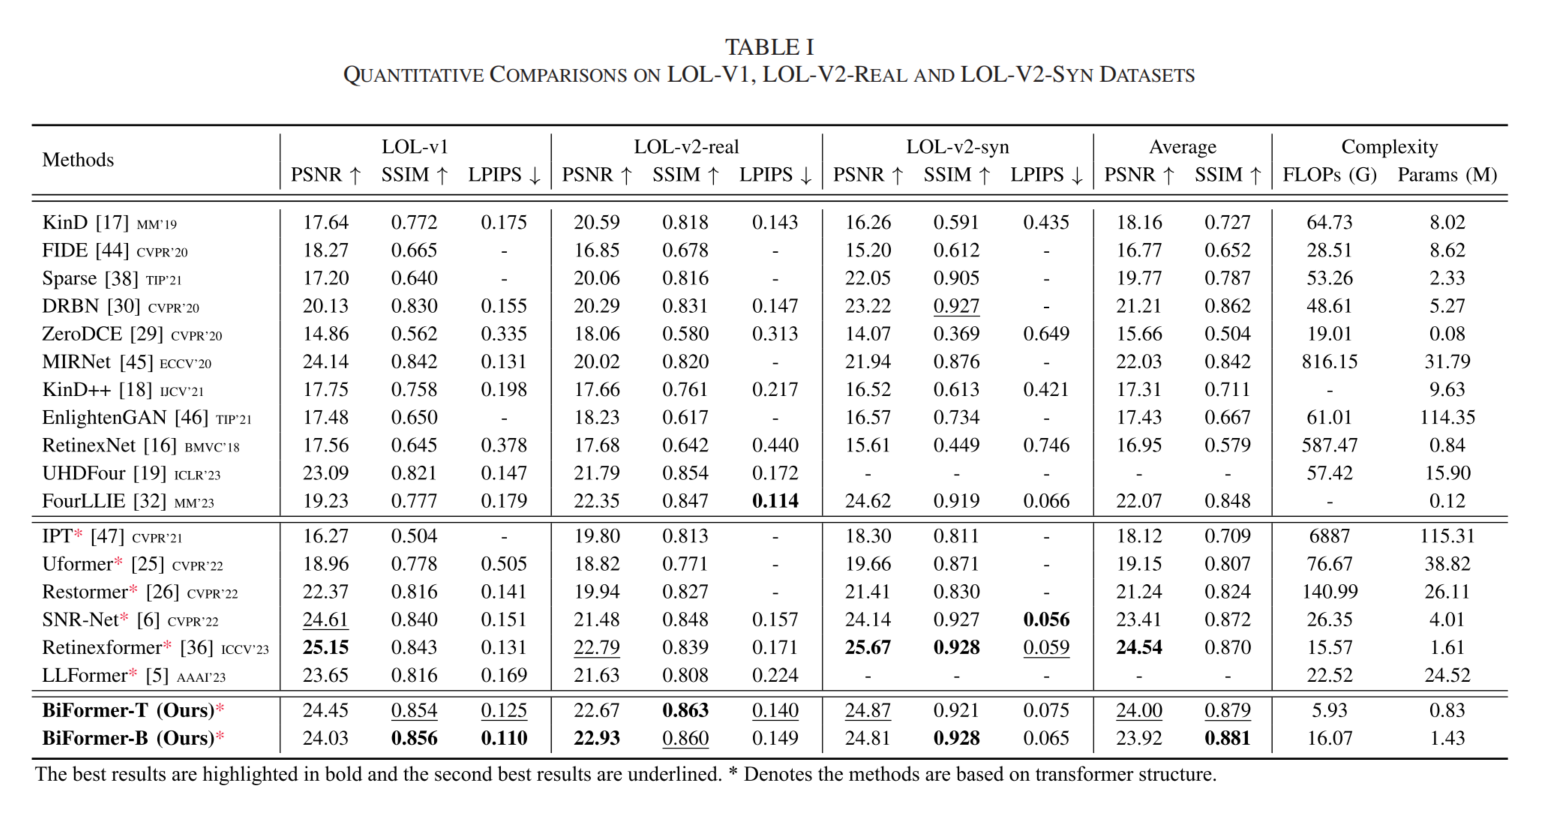 TABLE I
QUANTITATIVE COMPARISONS ON LOL-V1, LOL-V2-REAL AND LOL-V2-SYN DATASETS
Methods LOL-v1 LOL-v2-real LOL-v2-syn Average Complexity
PSNR ↑ SSIM ↑ LPIPS ↓ PSNR ↑ SSIM ↑ LPIPS ↓ PSNR ↑ SSIM ↑ LPIPS ↓ PSNR ↑ SSIM ↑ FLOPs (G) Params (M)
KinD [17] MM'19 17.64 0.772 0.175 20.59 0.818 0.143 16.26 0.591 0.435 18.16 0.727 64.73 8.02
FIDE [44] CVPR'20 18.27 0.665 - 16.85 0.678 - 15.20 0.612 - 16.77 0.652 28.51 8.62
Sparse [38] TIP'21 17.20 0.640 - 20.06 0.816 - 22.05 0.905 - 19.77 0.787 53.26 2.33
DRBN [30] CVPR'20 20.13 0.830 0.155 20.29 0.831 0.147 23.22 0.927 - 21.21 0.862 48.61 5.27
ZeroDCE [29] CVPR'20 14.86 0.562 0.335 18.06 0.580 0.313 14.07 0.369 0.649 15.66 0.504 19.01 0.08
MIRNet [45] ECCV'20 24.14 0.842 0.131 20.02 0.820 - 21.94 0.876 - 22.03 0.842 816.15 31.79
KinD++ [18] IJCV'21 17.75 0.758 0.198 17.66 0.761 0.217 16.52 0.613 0.421 17.31 0.711 - 9.63
EnlightenGAN [46] TIP'21 17.48 0.650 - 18.23 0.617 - 16.57 0.734 - 17.43 0.667 61.01 114.35
RetinexNet [16] BMVC'18 17.56 0.645 0.378 17.68 0.642 0.440 15.61 0.449 0.746 16.95 0.579 587.47 0.84
UHDFour [19] ICLR'23 23.09 0.821 0.147 21.79 0.854 0.172 - - - - - 57.42 15.90
FourLLIE [32] MM'23 19.23 0.777 0.179 22.35 0.847 0.114 24.62 0.919 0.066 22.07 0.848 - 0.12
IPT* [47] CVPR'21 16.27 0.504 - 19.80 0.813 - 18.30 0.811 - 18.12 0.709 6887 115.31
Uformer* [25] CVPR'22 18.96 0.778 0.505 18.82 0.771 - 19.66 0.871 - 19.15 0.807 76.67 38.82
Restormer* [26] CVPR'22 22.37 0.816 0.141 19.94 0.827 - 21.41 0.830 - 21.24 0.824 140.99 26.11
SNR-Net* [6] CVPR'22 24.61 0.840 0.151 21.48 0.848 0.157 24.14 0.927 0.056 23.41 0.872 26.35 4.01
Retinexformer* [36] ICCV'23 25.15 0.843 0.131 22.79 0.839 0.171 25.67 0.928 0.059 24.54 0.870 15.57 1.61
LLFormer* [5] AAAI'23 23.65 0.816 0.169 21.63 0.808 0.224 - - - - - 22.52 24.52
BiFormer-T (Ours)* 24.45 0.854 0.125 22.67 0.863 0.140 24.87 0.921 0.075 24.00 0.879 5.93 0.83
BiFormer-B (Ours)* 24.03 0.856 0.110 22.93 0.860 0.149 24.81 0.928 0.065 23.92 0.881 16.07 1.43
The best results are highlighted in bold and the second best results are underlined. * Denotes the methods are based on transformer structure.